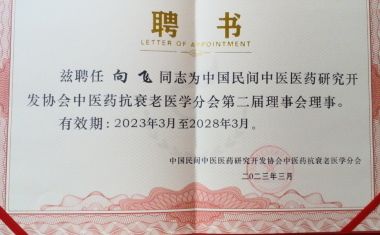 聘书
LETTER OF APPOINTMENT
兹聘任 向飞 同志为中国民间中医医药研究开
发协会中医药抗衰老医学分会第二届理事会理事。
有效期：2023年3月至2028年3月。
中国民间中医医药研究开发协会中医药抗衰老医学分会
二〇二三年三月